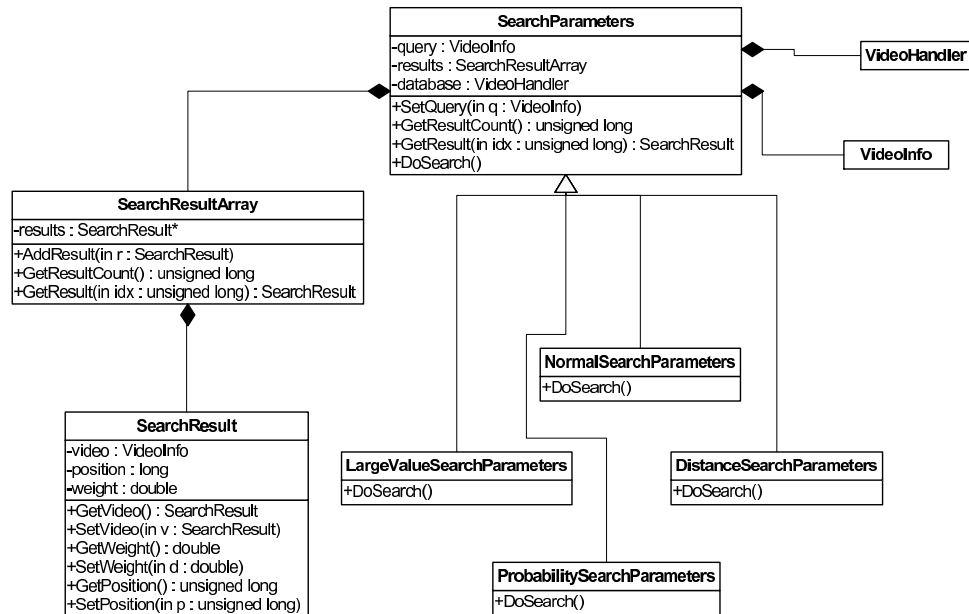 SearchParameters
-query : VideoInfo
-results : SearchResultArray
-database : VideoHandler
+SetQuery(in q : VideoInfo)
+GetResultCount() : unsigned long
+GetResult(in idx : unsigned long) : SearchResult
+DoSearch()
VideoHandler
VideoInfo
SearchResultArray
-results : SearchResult*
+AddResult(in r : SearchResult)
+GetResultCount() : unsigned long
+GetResult(in idx : unsigned long) : SearchResult
NormalSearchParameters
+DoSearch()
SearchResult
-video : VideoInfo
-position : long
-weight : double
+GetVideo() : SearchResult
+SetVideo(in v : SearchResult)
+GetWeight() : double
+SetWeight(in d : double)
+GetPosition() : unsigned long
+SetPosition(in p : unsigned long)
LargeValueSearchParameters
+DoSearch()
DistanceSearchParameters
+DoSearch()
ProbabilitySearchParameters
+DoSearch()